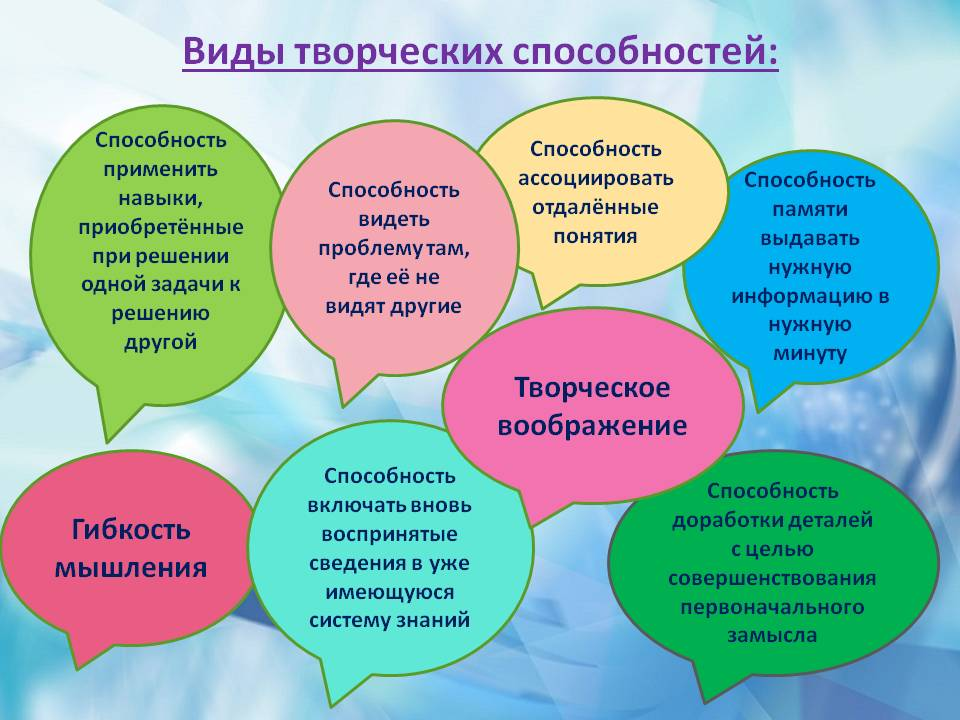 Виды творческих способностей:
Способность
применить
навыки,
приобретённые
при решении
одной задачи к
решению
другой
Способность
видеть
проблему там,
где её не
видят другие
Способность
ассоциировать
отдалённые
понятия
Способность
памяти
выдавать
нужную
информацию в
нужную
минуту
Творческое
воображение
Гибкость
мышления
Способность
включать вновь
воспринятые
сведения в уже
имеющуюся
систему знаний
Способность
доработки деталей
с целью
совершенствования
первоначального
замысла